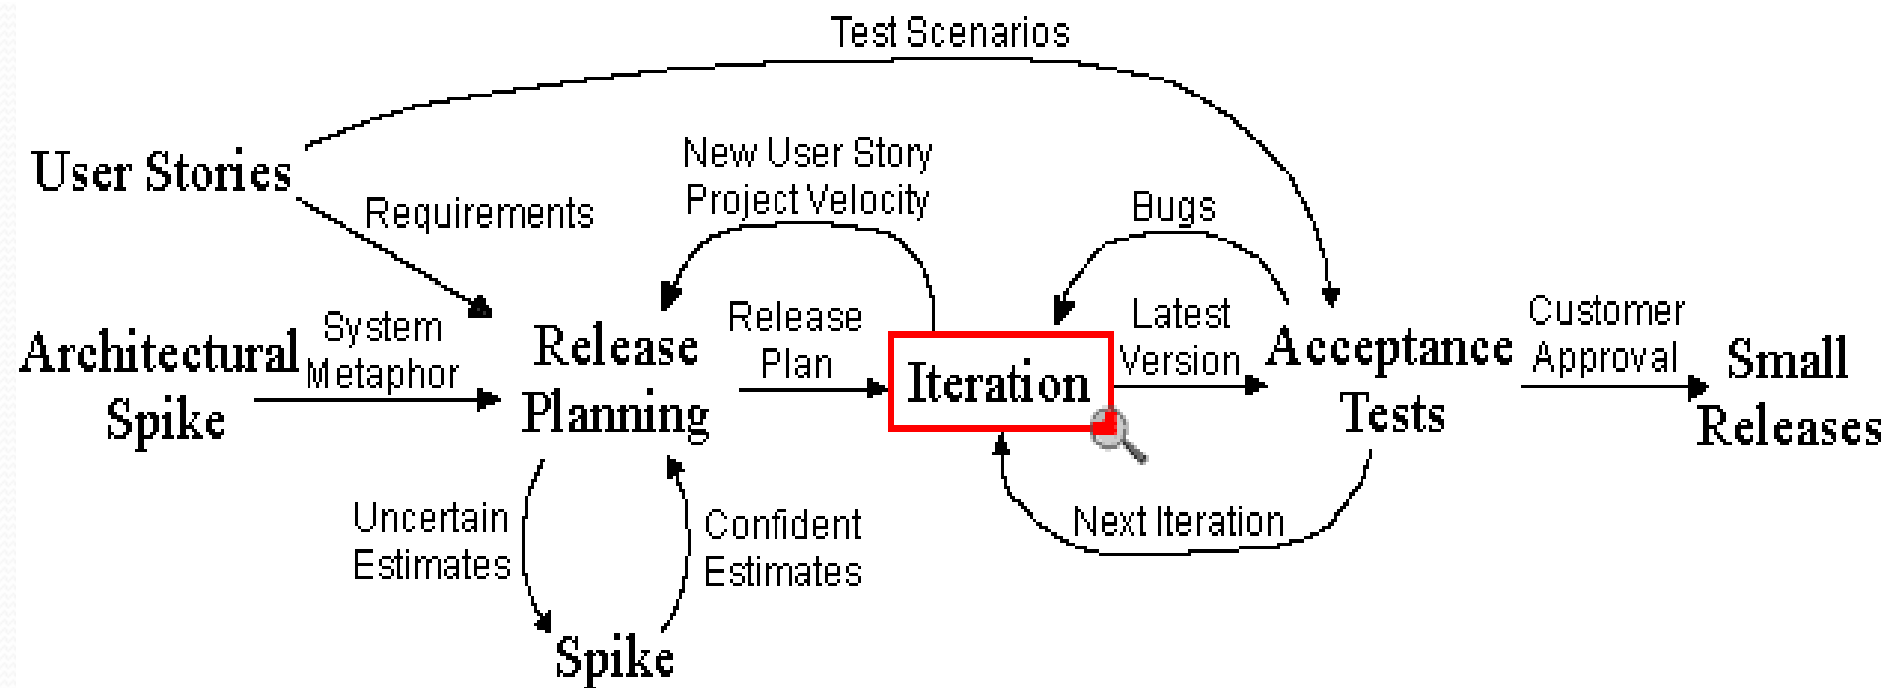 Test Scenarios
User Stories
New User Story
Project Velocity
Requirements
Bugs
Architectural
Spike
System
Metaphor
Release
Planning
Release
Plan
Iteration
Latest
Version
Acceptance
Tests
Customer
Approval
Small
Releases
Uncertain
Estimates
Confident
Estimates
Next Iteration
Spike